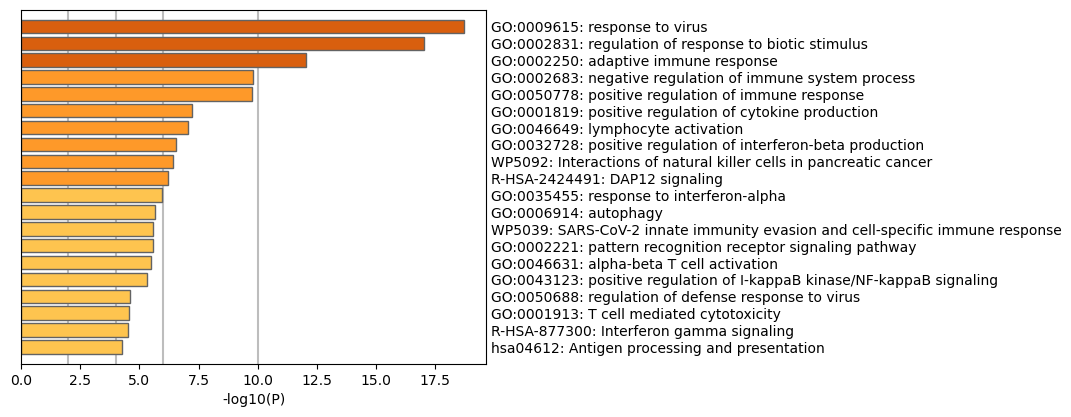 GO:0009615: response to virus
GO:0002831: regulation of response to biotic stimulus
GO:0002250: adaptive immune response
GO:0002683: negative regulation of immune system process
GO:0050778: positive regulation of immune response
GO:0001819: positive regulation of cytokine production
GO:0046649: lymphocyte activation
GO:0032728: positive regulation of interferon-beta production
WP5092: Interactions of natural killer cells in pancreatic cancer
R-HSA-2424491: DAP12 signaling
GO:0035455: response to interferon-alpha
GO:0006914: autophagy
WP5039: SARS-CoV-2 innate immunity evasion and cell-specific immune response
GO:0002221: pattern recognition receptor signaling pathway
GO:0046631: alpha-beta T cell activation
GO:0043123: positive regulation of I-kappaB kinase/NF-kappaB signaling
GO:0050688: regulation of defense response to virus
GO:0001913: T cell mediated cytotoxicity
R-HSA-877300: Interferon gamma signaling
hsa04612: Antigen processing and presentation
0.0 2.5 5.0 7.5 10.0 12.5 15.0 17.5
-log10(P)